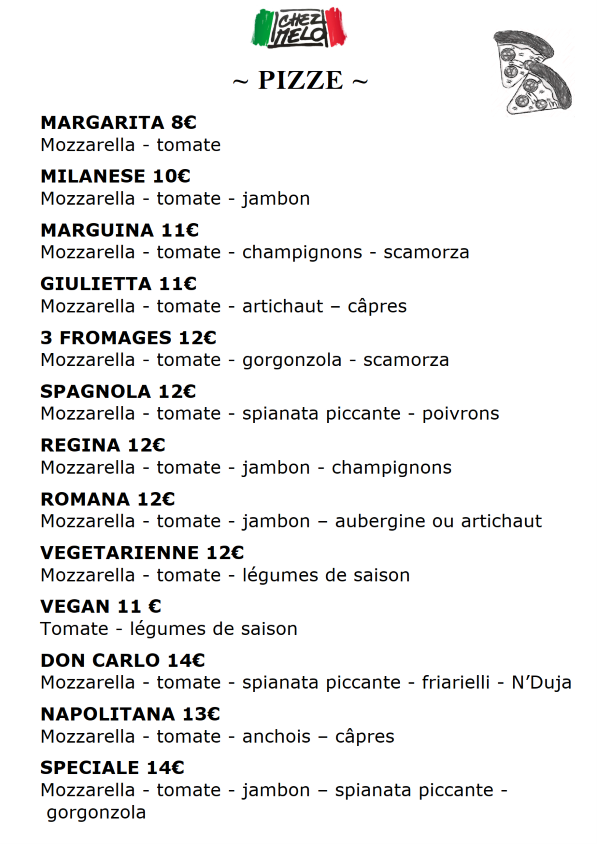 CHEZ
MELO
~ PIZZE ~
MARGARITA 8€
Mozzarella - tomate
MILANESE 10€
Mozzarella - tomate - jambon
MARGUINA 11€
Mozzarella - tomate - champignons - scamorza
GIULIETTA 11€
Mozzarella - tomate - artichaut – câpres
3 FROMAGES 12€
Mozzarella - tomate - gorgonzola - scamorza
SPAGNOLA 12€
Mozzarella - tomate - spianata piccante - poivrons
REGINA 12€
Mozzarella - tomate - jambon - champignons
ROMANA 12€
Mozzarella - tomate - jambon – aubergine ou artichaut
VEGETARIENNE 12€
Mozzarella - tomate - légumes de saison
VEGAN 11 €
Tomate - légumes de saison
DON CARLO 14€
Mozzarella - tomate - spianata piccante - friarielli - N’Duja
NAPOLITANA 13€
Mozzarella - tomate - anchois – câpres
SPECIALE 14€
Mozzarella - tomate - jambon – spianata piccante -
gorgonzola